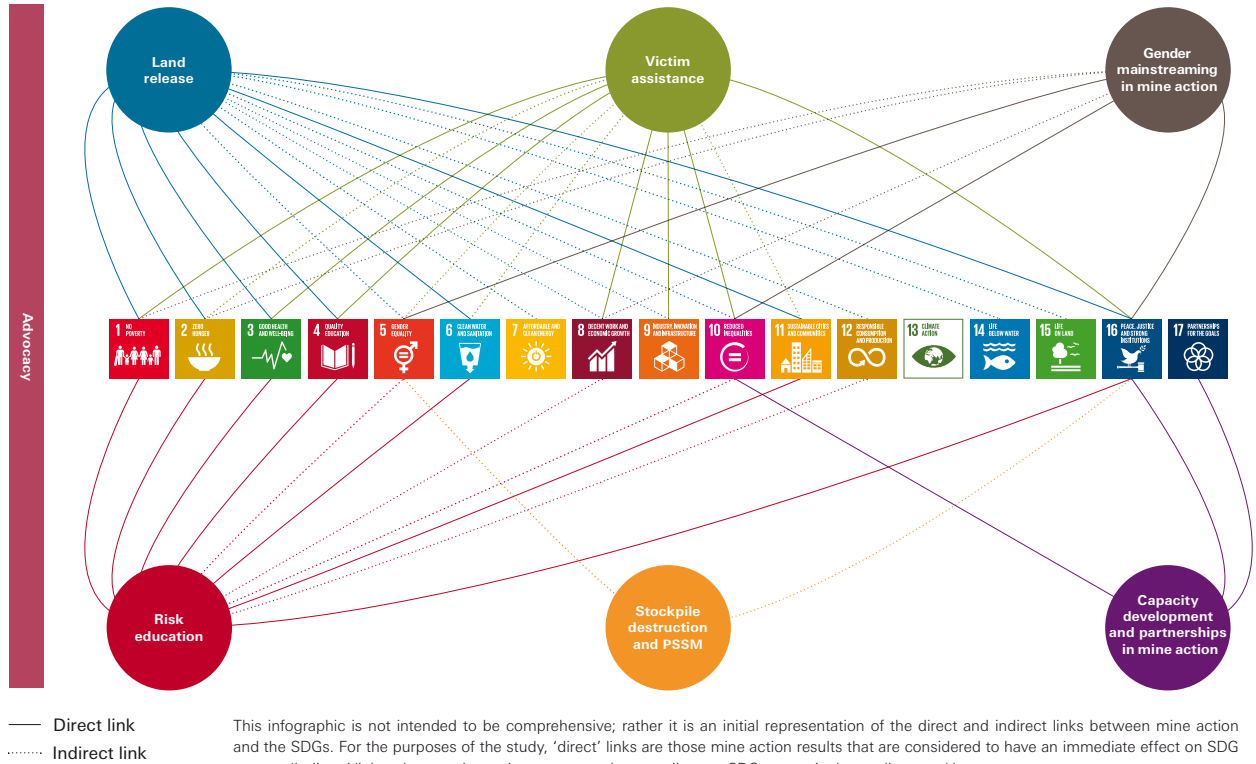 Advocacy
Land
release
Victim
assistance
Gender
mainstreaming
in mine action
1 NO
POVERTY
2 ZERO
HUNGER
3 GOOD HEALTH
AND WELL-BEING
4 QUALITY
EDUCATION
5 GENDER
EQUALITY
6 CLEAN WATER
AND SANITATION
7 AFFORDABLE AND
CLEAN ENERGY
8 DECENT WORK AND
ECONOMIC GROWTH
9 INDUSTRY, INNOVATION
AND INFRASTRUCTURE
10 REDUCED
INEQUALITIES
11 SUSTAINABLE CITIES
AND COMMUNITIES
12 RESPONSIBLE
CONSUMPTION
AND PRODUCTION
13 CLIMATE
ACTION
14 LIFE
BELOW WATER
15 LIFE
ON LAND
16 PEACE, JUSTICE
AND STRONG
INSTITUTIONS
17 PARTNERSHIPS
FOR THE GOALS
Risk
education
Stockpile
destruction
and PSSM
Capacity
development
and partnerships
in mine action
Direct link
Indirect link
This infographic is not intended to be comprehensive; rather it is an initial representation of the direct and indirect links between mine action
and the SDGs. For the purposes of the study, ‘direct’ links are those mine action results that are considered to have an immediate effect on SDG